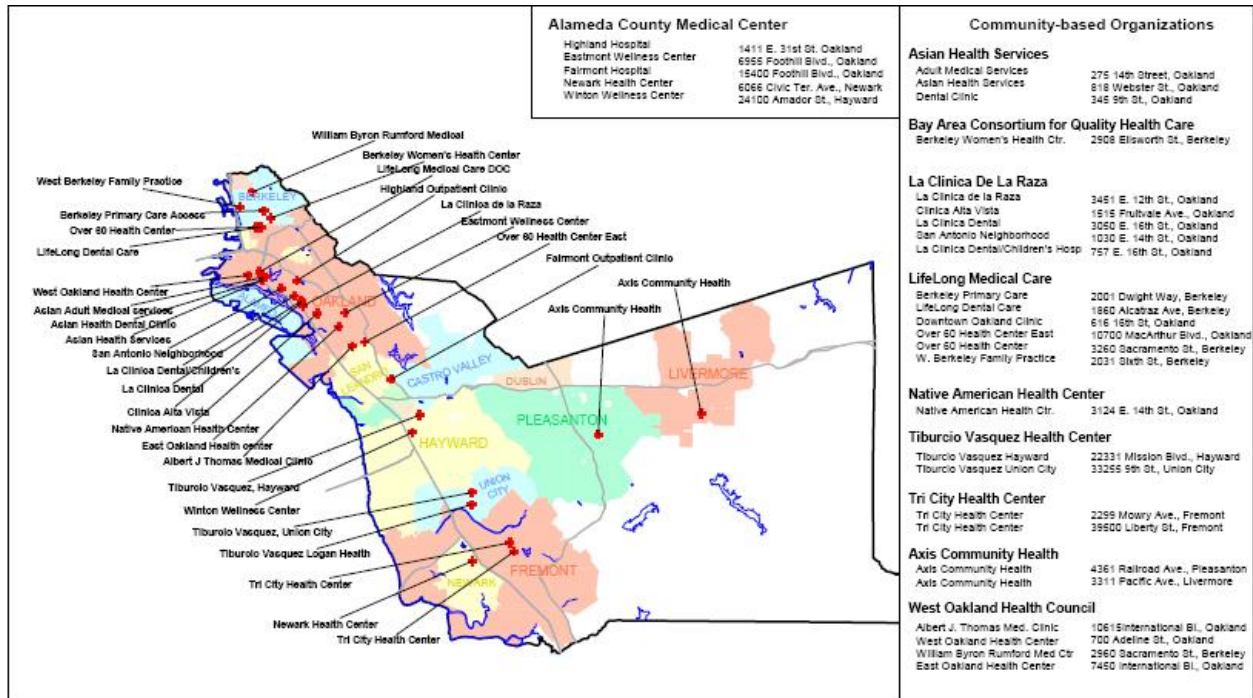 Alameda County Medical Center
Highland Hospital 1411 E. 31st St. Oakland
Eastmont Wellness Center 6955 Foothill Blvd., Oakland
Fairmont Hospital 15400 Foothill Blvd., Oakland
Newark Health Center 6066 Civic Ter. Ave., Newark
Winton Wellness Center 24100 Amador St., Hayward
Community-based Organizations
Asian Health Services
Adult Medical Services 275 14th Street, Oakland
Asian Health Services 818 Webster St., Oakland
Dental Clinic 345 9th St., Oakland
Bay Area Consortium for Quality Health Care
Berkeley Women's Health Ctr. 2908 Ellsworth St., Berkeley
La Clinica De La Raza
La Clinica de la Raza 3451 E. 12th St., Oakland
Clinica Alta Vista 1515 Fruitvale Ave., Oakland
La Clinica Dental 3050 E. 16th St., Oakland
San Antonio Neighborhood 1030 E. 14th St., Oakland
La Clinica Dental/Children's Hosp 757 E. 16th St., Oakland
LifeLong Medical Care
Berkeley Primary Care 2001 Dwight Way, Berkeley
LifeLong Dental Care 1860 Alcatraz Ave, Berkeley
Downtown Oakland Clinic 616 16th St, Oakland
Over 60 Health Center East 10700 MacArthur Blvd., Oakland
Over 60 Health Center 3260 Sacramento St., Berkeley
W. Berkeley Family Practice 2031 Sixth St., Berkeley
Native American Health Center
Native American Health Ctr. 3124 E. 14th St., Oakland
Tiburcio Vasquez Health Center
Tiburcio Vasquez Hayward 22331 Mission Blvd., Hayward
Tiburcio Vasquez Union City 33255 9th St., Union City
Tri City Health Center
Tri City Health Center 2299 Mowry Ave., Fremont
Tri City Health Center 39500 Liberty St., Fremont
Axis Community Health
Axis Community Health 4361 Railroad Ave., Pleasanton
Axis Community Health 3311 Pacific Ave., Livermore
West Oakland Health Council
Albert J. Thomas Med. Clinic 10615 International Bl., Oakland
West Oakland Health Center 700 Adeline St., Oakland
William Byron Rumford Med Ctr 2960 Sacramento St., Berkeley
East Oakland Health Center 7450 International Bl., Oakland
William Byron Rumford Medical
Berkeley Women's Health Center
LifeLong Medical Care DOC
Highland Outpatient Clinic
La Clinica de la Raza
Eastmont Wellness Center
Over 60 Health Center East
Fairmont Outpatient Clinic
Axis Community Health
Axis Community Health
West Berkeley Family Practice
Berkeley Primary Care Access
Over 60 Health Center
LifeLong Dental Care
West Oakland Health Center
Asian Adult Medical services
Asian Health Dental Clinic
Asian Health Services
San Antonio Neighborhood
La Clinica Dental/Children's
La Clinica Dental
Clinica Alta Vista
Native American Health Center
East Oakland Health center
Albert J Thomas Medical Clinic
Tiburcio Vasquez, Hayward
Winton Wellness Center
Tiburcio Vasquez, Union City
Tiburcio Vasquez Logan Health
Tri City Health Center
Newark Health Center
Tri City Health Center
BERKELEY
OAKLAND
SAN
LEANDRO
CASTRO VALLEY
DUBLIN
LIVERMORE
PLEASANTON
HAYWARD
UNION
CITY
NEWARK
FREMONT